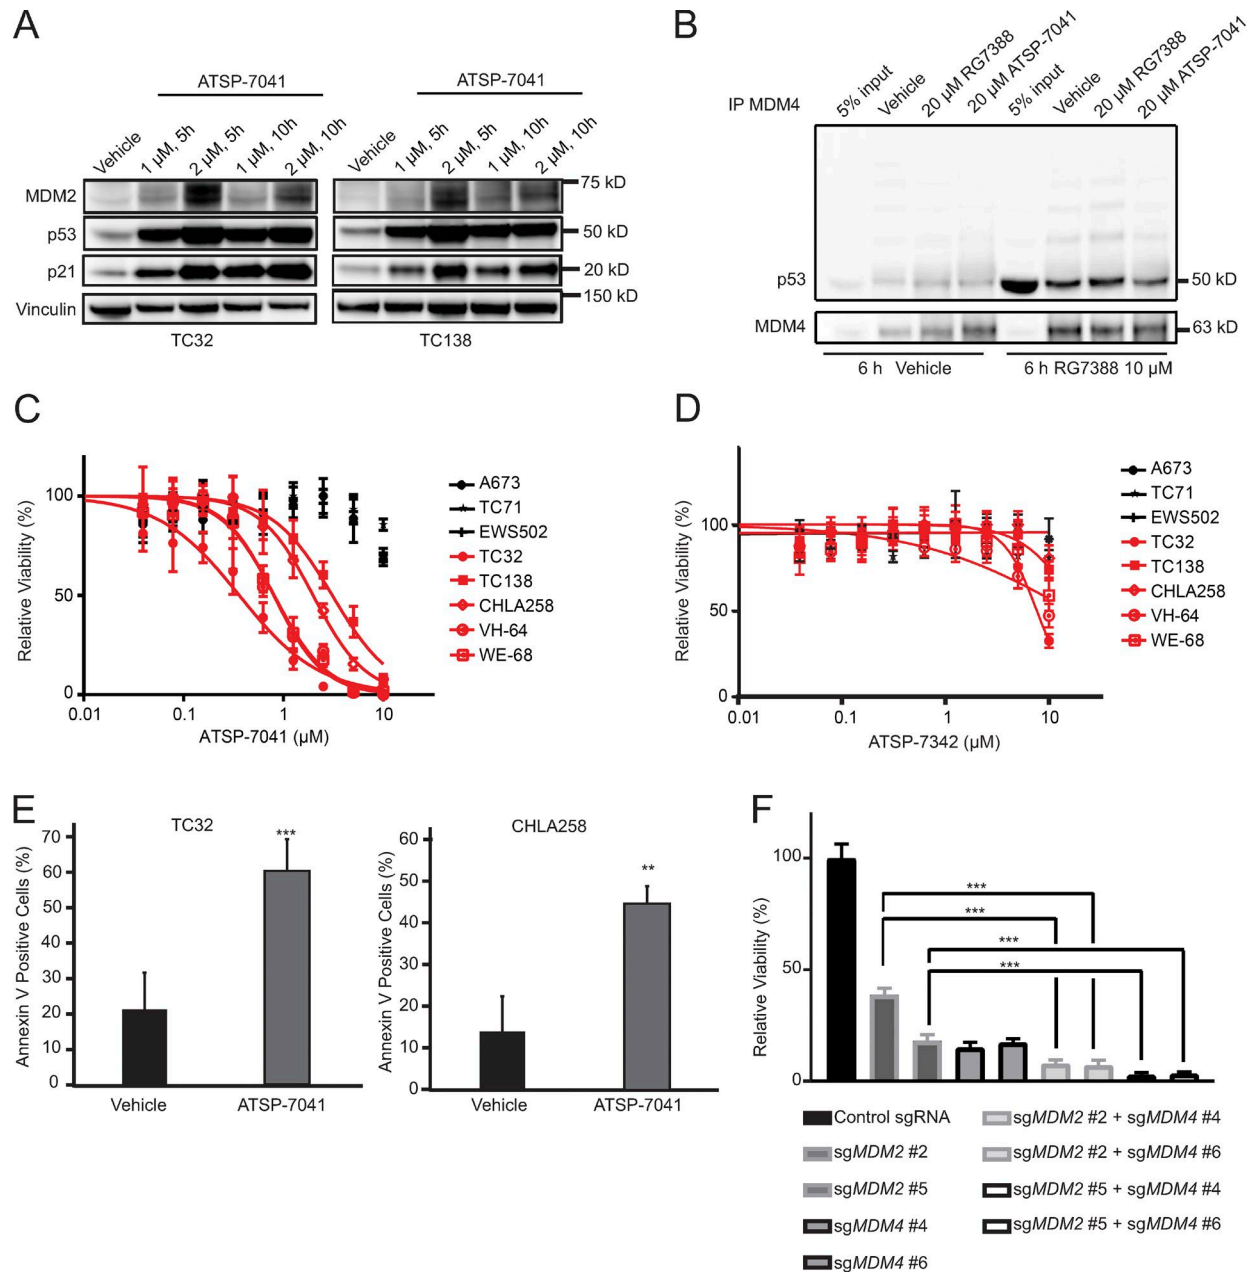 A
ATSP-7041
ATSP-7041
Vehicle
1 µM, 5h
2 µM, 5h
1 µM, 10h
2 µM, 10h
Vehicle
1 µM, 5h
2 µM, 5h
1 µM, 10h
2 µM, 10h
MDM2
75 kD
p53
50 kD
p21
20 kD
150 kD
Vinculin
TC32
TC138
B
IP MDM4
5% input
Vehicle
20 µM RG7388
20 µM ATSP-7041
5% input
Vehicle
20 µM RG7388
20 µM ATSP-7041
p53
50 kD
MDM4
63 kD
6 h Vehicle
6 h RG7388 10 µM
C
Relative Viability (%)
100
50
0
0.01
0.1
1
10
ATSP-7041 (µM)
A673
TC71
EWS502
TC32
TC138
CHLA258
VH-64
WE-68
D
Relative Viability (%)
100
50
0
0.01
0.1
1
10
ATSP-7342 (µM)
A673
TC71
EWS502
TC32
TC138
CHLA258
VH-64
WE-68
E
TC32
Annexin V Positive Cells (%)
70
60
50
40
30
20
10
0
***
Vehicle
ATSP-7041
CHLA258
Annexin V Positive Cells (%)
60
50
40
30
20
10
0
**
Vehicle
ATSP-7041
F
Relative Viability (%)
100
50
0
***
***
***
***
Control sgRNA
sgMDM2 #2
sgMDM2 #5
sgMDM4 #4
sgMDM4 #6
sgMDM2 #2 + sgMDM4 #4
sgMDM2 #2 + sgMDM4 #6
sgMDM2 #5 + sgMDM4 #4
sgMDM2 #5 + sgMDM4 #6